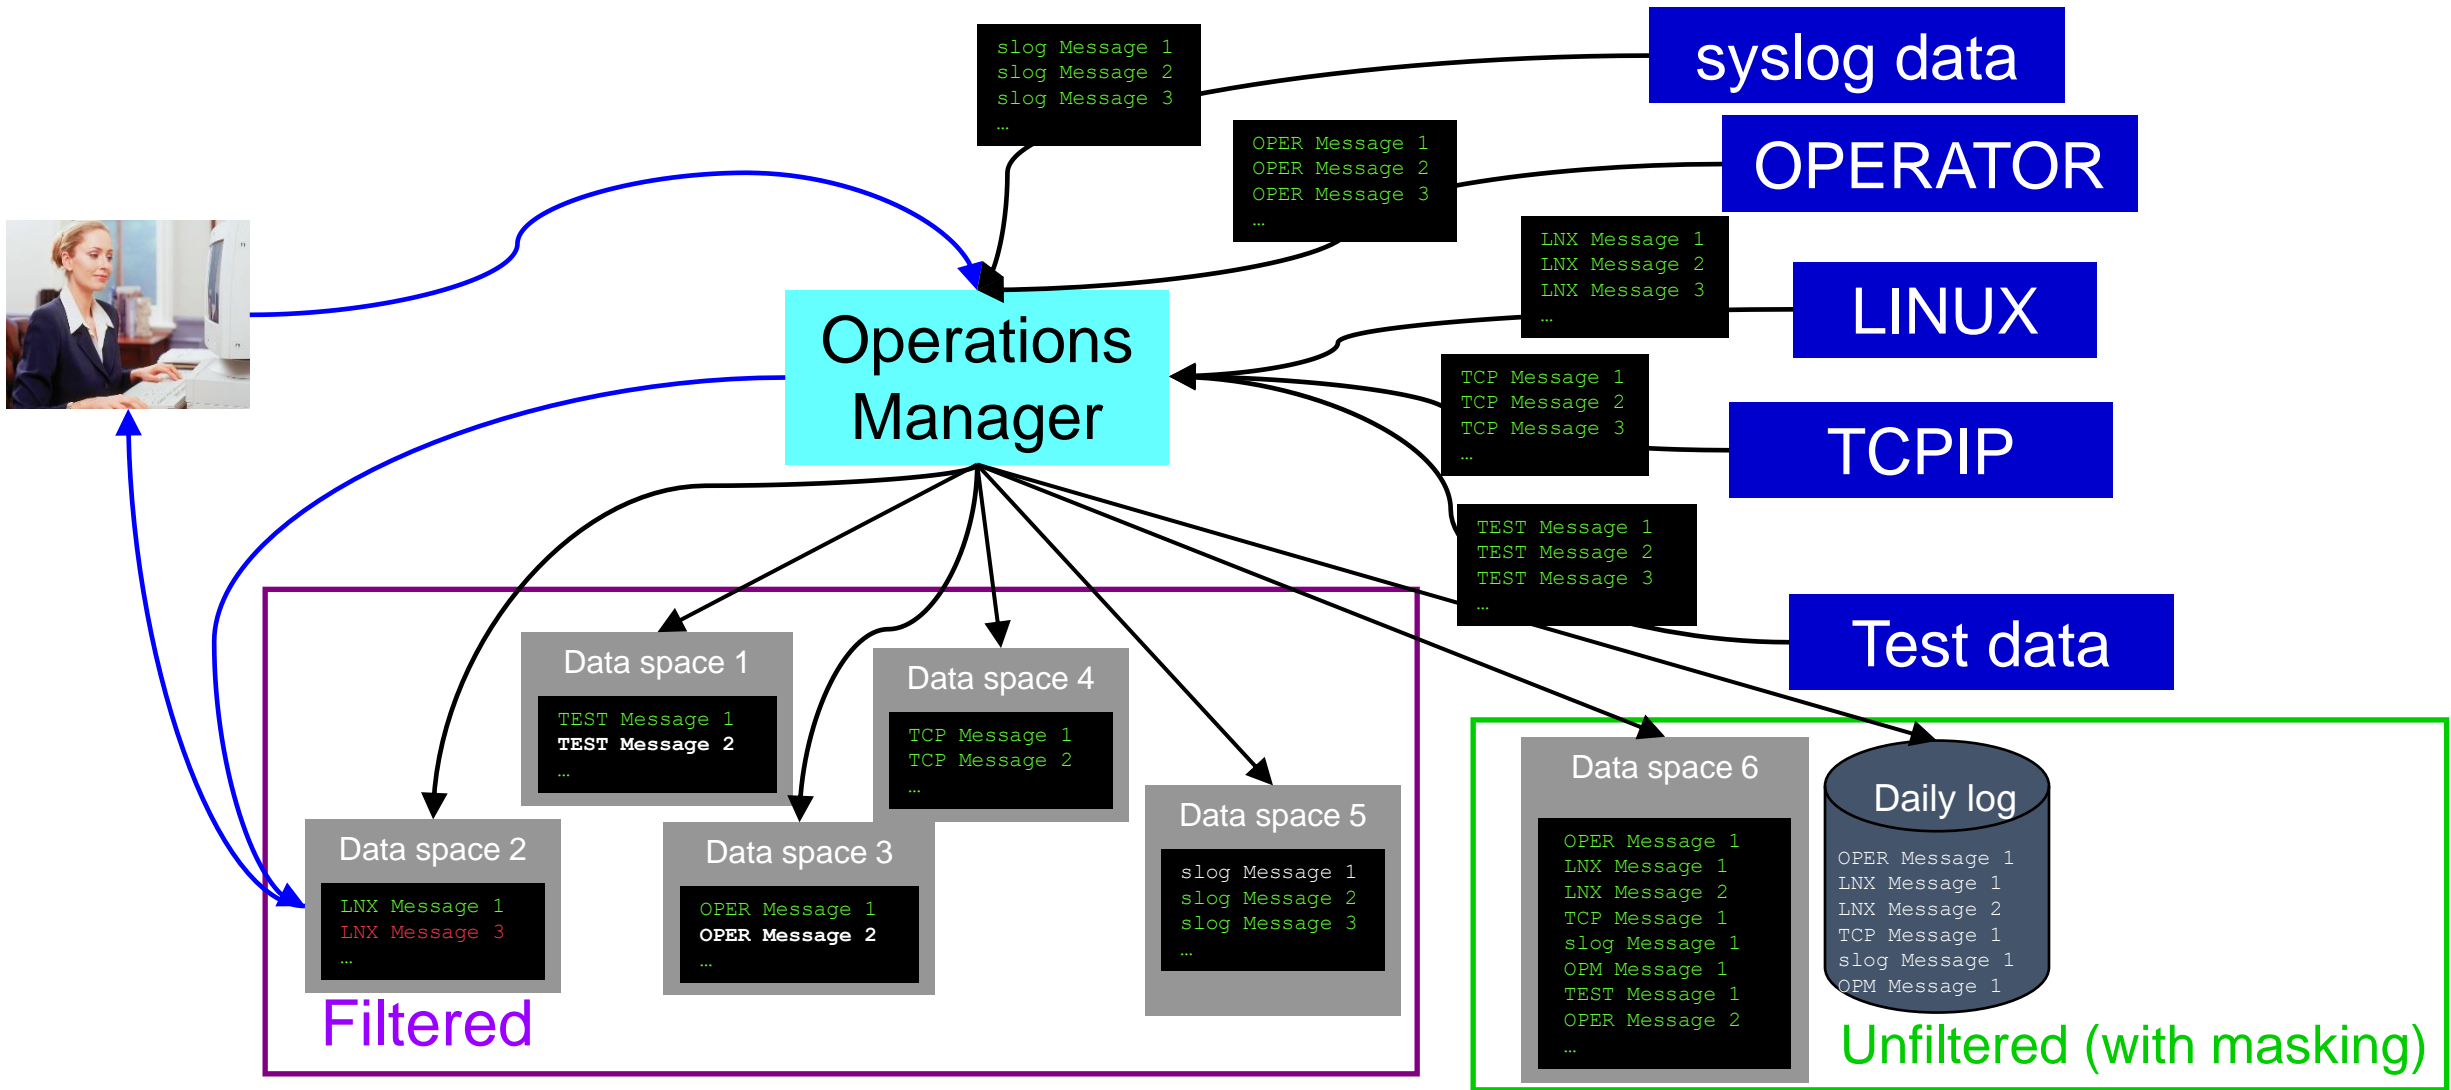 slog Message 1
slog Message 2
slog Message 3
…
syslog data
OPER Message 1
OPER Message 2
OPER Message 3
…
OPERATOR
LNX Message 1
LNX Message 2
LNX Message 3
…
LINUX
Operations
Manager
TCP Message 1
TCP Message 2
TCP Message 3
…
TCPIP
TEST Message 1
TEST Message 2
TEST Message 3
…
Test data
Data space 1
TEST Message 1
TEST Message 2
…
Data space 4
TCP Message 1
TCP Message 2
…
Data space 2
LNX Message 1
LNX Message 3
…
Data space 3
OPER Message 1
OPER Message 2
…
Data space 5
slog Message 1
slog Message 2
slog Message 3
…
Filtered
Data space 6
OPER Message 1
LNX Message 1
LNX Message 2
TCP Message 1
slog Message 1
OPM Message 1
TEST Message 1
OPER Message 2
…
Daily log
OPER Message 1
LNX Message 1
LNX Message 2
TCP Message 1
slog Message 1
OPM Message 1
Unfiltered (with masking)